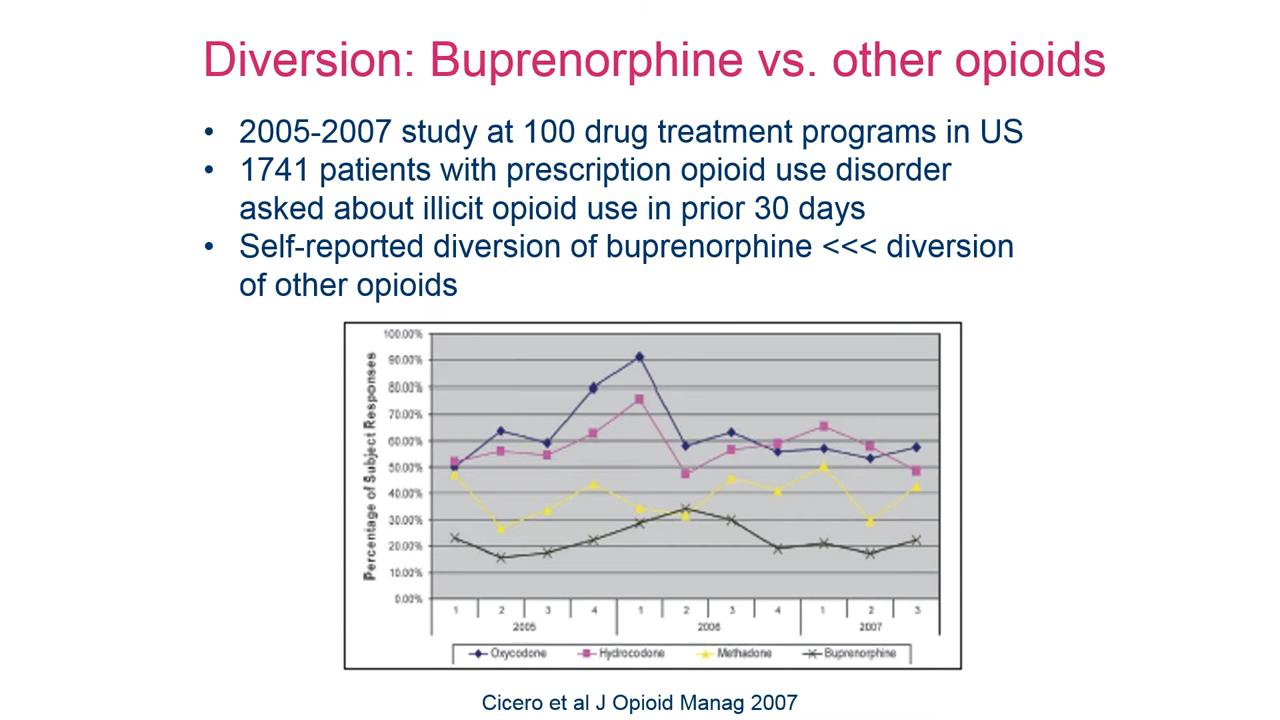 Diversion: Buprenorphine vs. other opioids
• 2005-2007 study at 100 drug treatment programs in US
• 1741 patients with prescription opioid use disorder
asked about illicit opioid use in prior 30 days
• Self-reported diversion of buprenorphine <<< diversion
of other opioids
Percentage of Subject Responses
100.00%
90.00%
80.00%
70.00%
60.00%
50.00%
40.00%
30.00%
20.00%
10.00%
0.00%
1 2 3 4 1 2 3 4 1 2 3
2005 2006 2007
Oxycodone Hydrocodone Methadone Buprenorphine
Cicero et al J Opioid Manag 2007